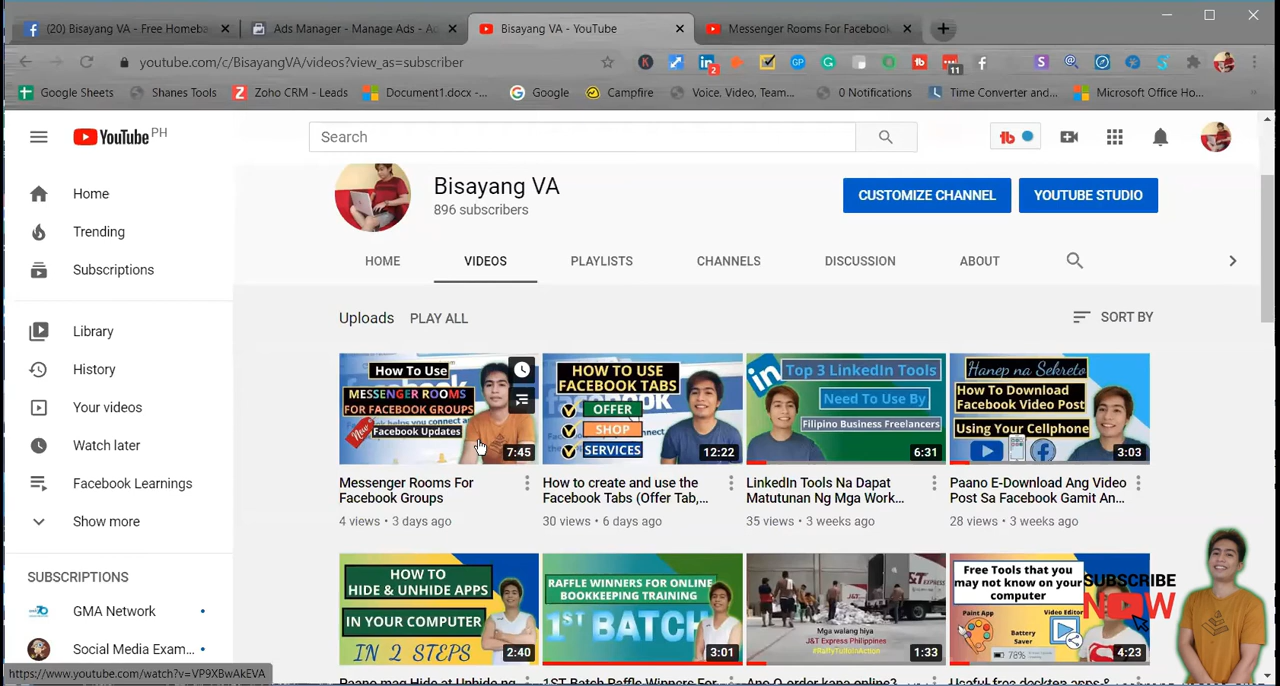 (20) Bisayang VA - Free Homeba
Ads Manager - Manage Ads - Ad
Bisayang VA - YouTube
Messenger Rooms For Facebook
youtube.com/c/BisayangVA/videos?view_as=subscriber
2
11
Google Sheets
Shanes Tools
Zoho CRM - Leads
Document1.docx -...
Google
Campfire
Voice, Video, Team...
0 Notifications
Time Converter and...
Microsoft Office Ho...
YouTube PH
Search
Home
Trending
Subscriptions
Library
History
Your videos
Watch later
Facebook Learnings
Show more
SUBSCRIPTIONS
GMA Network
Social Media Exam...
Bisayang VA
896 subscribers
CUSTOMIZE CHANNEL
YOUTUBE STUDIO
HOME
VIDEOS
PLAYLISTS
CHANNELS
DISCUSSION
ABOUT
Uploads
PLAY ALL
SORT BY
How To Use
MESSENGER ROOMS
FOR FACEBOOK GROUPS
New
Facebook Updates
7:45
Messenger Rooms For
Facebook Groups
4 views • 3 days ago
HOW TO USE
FACEBOOK TABS
OFFER
SHOP
SERVICES
12:22
How to create and use the
Facebook Tabs (Offer Tab,...
30 views • 6 days ago
Top 3 LinkedIn Tools
Need To Use By
Filipino Business Freelancers
6:31
LinkedIn Tools Na Dapat
Matutunan Ng Mga Work...
35 views • 3 weeks ago
Hanep na Sekreto
How To Download
Facebook Video Post
Using Your Cellphone
3:03
Paano E-Download Ang Video
Post Sa Facebook Gamit An...
28 views • 3 weeks ago
HOW TO
HIDE & UNHIDE APPS
IN YOUR COMPUTER
IN 2 STEPS
2:40
Paano mag Hide at Unhide ng
RAFFLE WINNERS FOR ONLINE
BOOKKEEPING TRAINING
1ST BATCH
3:01
1ST Batch Raffle Winners For
Mga walang hiya
J&T Express Philippines
#RaffyTulfoInAction
1:33
Ano O-order kapa online?
Free Tools that you
may not know on your
computer
Paint App
Video Editor
Battery
Saver
78%
4:23
Useful free desktop apps &
SUBSCRIBE
NOW
https://www.youtube.com/watch?v=VP9XBwAkEVA